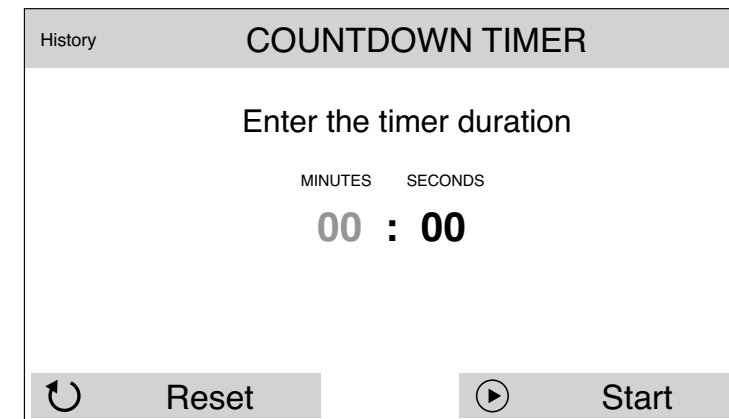 History COUNTDOWN TIMER
Enter the timer duration
MINUTES SECONDS
00 : 00
Reset Start